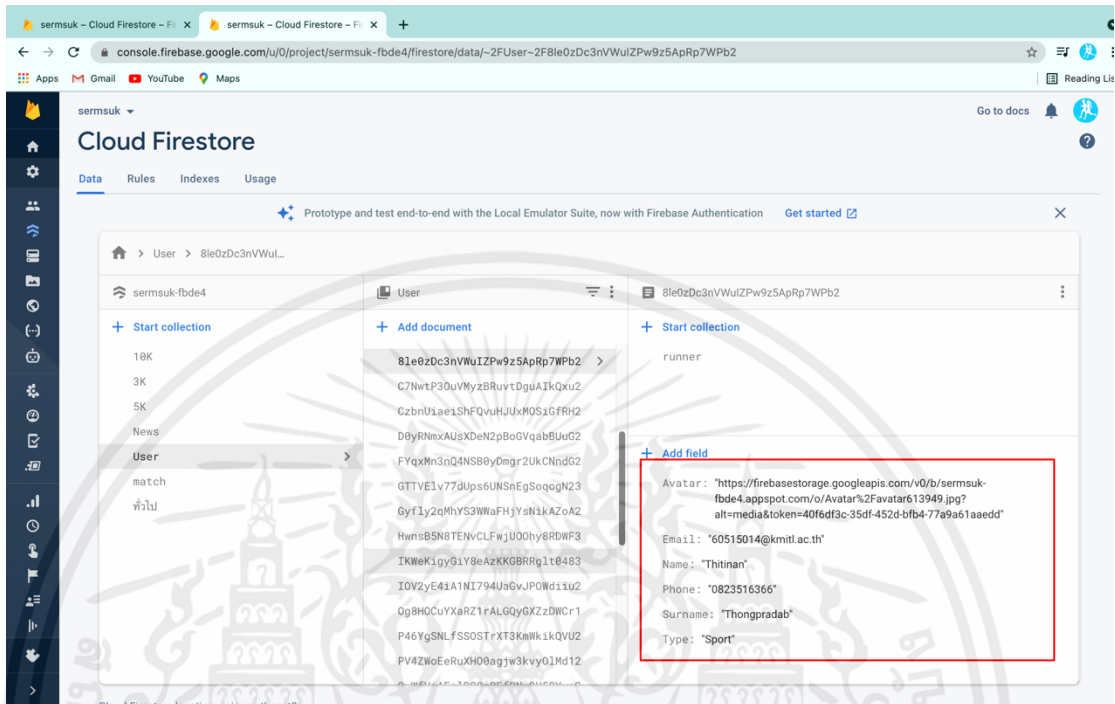 sermsuk – Cloud Firestore – Fi
sermsuk – Cloud Firestore – Fi
console.firebase.google.com/u/0/project/sermsuk-fbde4/firestore/data/~2FUser~2F8le0zDc3nVWuIZPw9z5ApRp7WPb2
Apps Gmail YouTube Maps Reading Lis
sermsuk Go to docs
Cloud Firestore
Data Rules Indexes Usage
Prototype and test end-to-end with the Local Emulator Suite, now with Firebase Authentication Get started
User > 8le0zDc3nVWuI...
sermsuk-fbde4
Start collection
10K
3K
5K
News
User
match
ทั่วไป
User
Add document
8le0zDc3nVWuIZPw9z5ApRp7WPb2
C7NwtP3OuVMyzBRuvtDguAIkQxu2
CzbnUiaeiShFQvuHJUxMOSiGfRH2
D0yRNmxAUsXDeN2pBoGVqabBUuG2
FYqxMn3nQ4NSB0yDmgr2UkCNndG2
GTTVElv77dUps6UNSnEgSoqogN23
Gyfly2qMhYS3WWaFHjYsNikAZoA2
HwnsB5N8TENvCLFwjUOOhy8RDWF3
IKWeKigyGiY8eAzKKGBRRglt0483
IOV2yE4iA1NI794UaGvJPOWdiiu2
Og8HOCuYXaRZ1rALGQyGXZzDWCr1
P46YgSNLfSSOSTrXT3KmWkikQVU2
PV4ZWoEeRuXHO0agjw3kvyOlMd12
8le0zDc3nVWuIZPw9z5ApRp7WPb2
Start collection
runner
Add field
Avatar: "https://firebasestorage.googleapis.com/v0/b/sermsuk-
fbde4.appspot.com/o/Avatar%2Favatar613949.jpg?
alt=media&token=40f6df3c-35df-452d-bfb4-77a9a61aaedd"
Email: "60515014@kmitl.ac.th"
Name: "Thitinan"
Phone: "0823516366"
Surname: "Thongpradab"
Type: "Sport"